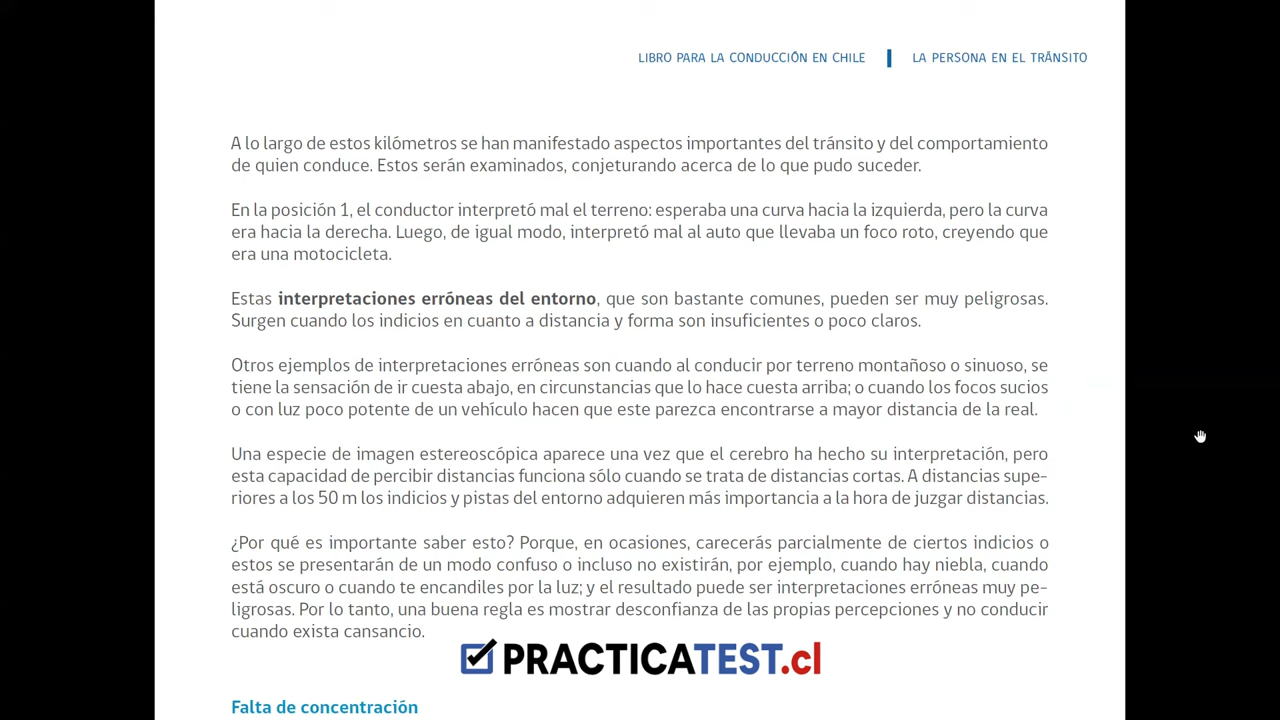 LIBRO PARA LA CONDUCCIÓN EN CHILE LA PERSONA EN EL TRÁNSITO
A lo largo de estos kilómetros se han manifestado aspectos importantes del tránsito y del comportamiento
de quien conduce. Estos serán examinados, conjeturando acerca de lo que pudo suceder.
En la posición 1, el conductor interpretó mal el terreno: esperaba una curva hacia la izquierda, pero la curva
era hacia la derecha. Luego, de igual modo, interpretó mal al auto que llevaba un foco roto, creyendo que
era una motocicleta.
Estas interpretaciones erróneas del entorno, que son bastante comunes, pueden ser muy peligrosas.
Surgen cuando los indicios en cuanto a distancia y forma son insuficientes o poco claros.
Otros ejemplos de interpretaciones erróneas son cuando al conducir por terreno montañoso o sinuoso, se
tiene la sensación de ir cuesta abajo, en circunstancias que lo hace cuesta arriba; o cuando los focos sucios
o con luz poco potente de un vehículo hacen que este parezca encontrarse a mayor distancia de la real.
Una especie de imagen estereoscópica aparece una vez que el cerebro ha hecho su interpretación, pero
esta capacidad de percibir distancias funciona sólo cuando se trata de distancias cortas. A distancias supe-
riores a los 50 m los indicios y pistas del entorno adquieren más importancia a la hora de juzgar distancias.
¿Por qué es importante saber esto? Porque, en ocasiones, carecerás parcialmente de ciertos indicios o
estos se presentarán de un modo confuso o incluso no existirán, por ejemplo, cuando hay niebla, cuando
está oscuro o cuando te encandiles por la luz; y el resultado puede ser interpretaciones erróneas muy pe-
ligrosas. Por lo tanto, una buena regla es mostrar desconfianza de las propias percepciones y no conducir
cuando exista cansancio.
PRACTICATEST.cl
Falta de concentración